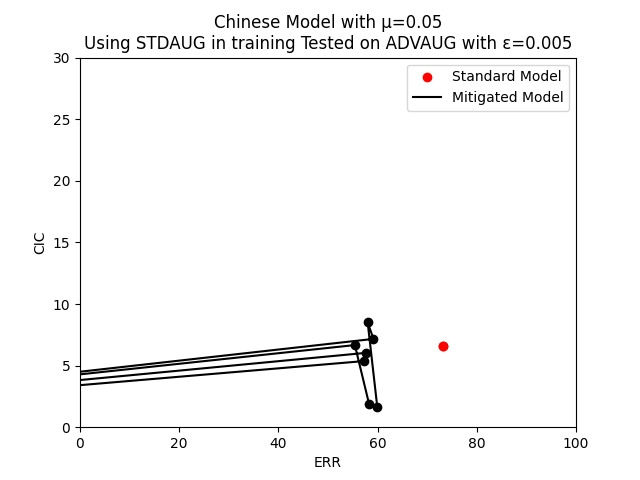 Chinese Model with μ=0.05
Using STDAUG in training Tested on ADVAUG with ε=0.005
Standard Model
Mitigated Model
30
25
20
15
10
5
0
CIC
0 20 40 60 80 100
ERR